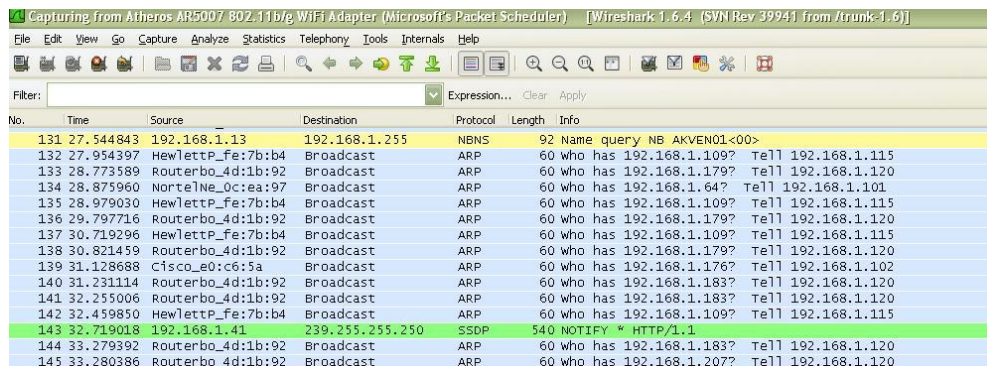 Capturing from Atheros AR5007 802.11b/g WiFi Adapter (Microsoft's Packet Scheduler) [Wireshark 1.6.4 (SVN Rev 39941 from /trunk-1.6)]
File Edit View Go Capture Analyze Statistics Telephony Tools Internals Help
Filter: Expression... Clear Apply
No. Time Source Destination Protocol Length Info
131 27.544843 192.168.1.13 192.168.1.255 NBNS 92 Name query NB AKVEN01<00>
132 27.954397 HewlettP_fe:7b:b4 Broadcast ARP 60 Who has 192.168.1.109? Tell 192.168.1.115
133 28.773589 Routerbo_4d:1b:92 Broadcast ARP 60 Who has 192.168.1.179? Tell 192.168.1.120
134 28.875960 NortelNe_0c:ea:97 Broadcast ARP 60 Who has 192.168.1.64? Tell 192.168.1.101
135 28.979030 HewlettP_fe:7b:b4 Broadcast ARP 60 Who has 192.168.1.109? Tell 192.168.1.115
136 29.797716 Routerbo_4d:1b:92 Broadcast ARP 60 Who has 192.168.1.179? Tell 192.168.1.120
137 30.719296 HewlettP_fe:7b:b4 Broadcast ARP 60 Who has 192.168.1.109? Tell 192.168.1.115
138 30.821459 Routerbo_4d:1b:92 Broadcast ARP 60 Who has 192.168.1.179? Tell 192.168.1.120
139 31.128688 Cisco_e0:c6:5a Broadcast ARP 60 Who has 192.168.1.176? Tell 192.168.1.102
140 31.231114 Routerbo_4d:1b:92 Broadcast ARP 60 Who has 192.168.1.183? Tell 192.168.1.120
141 32.255006 Routerbo_4d:1b:92 Broadcast ARP 60 Who has 192.168.1.183? Tell 192.168.1.120
142 32.459850 HewlettP_fe:7b:b4 Broadcast ARP 60 Who has 192.168.1.109? Tell 192.168.1.115
143 32.719018 192.168.1.41 239.255.255.250 SSDP 540 NOTIFY * HTTP/1.1
144 33.279392 Routerbo_4d:1b:92 Broadcast ARP 60 Who has 192.168.1.183? Tell 192.168.1.120
145 33.280386 Routerbo_4d:1b:92 Broadcast ARP 60 Who has 192.168.1.207? Tell 192.168.1.120